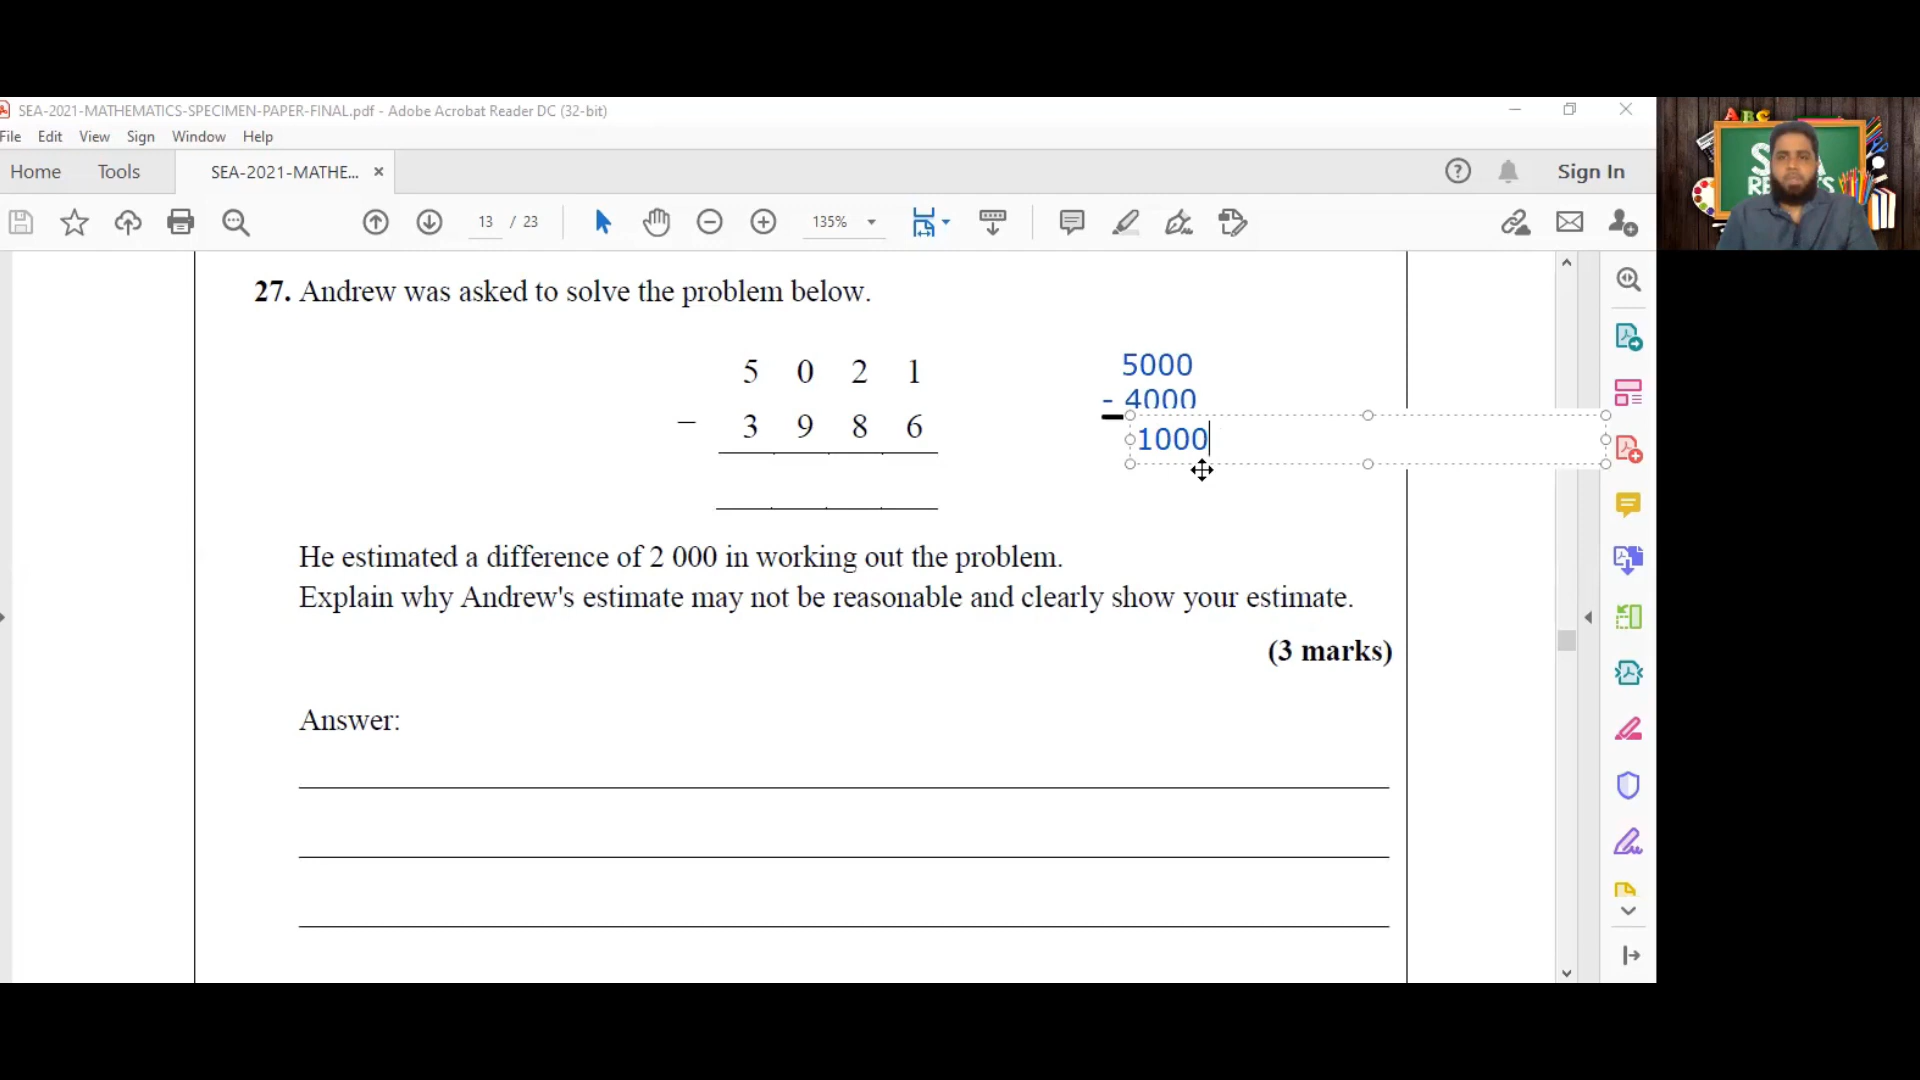 SEA-2021-MATHEMATICS-SPECIMEN-PAPER-FINAL.pdf - Adobe Acrobat Reader DC (32-bit)
File Edit View Sign Window Help
Home Tools SEA-2021-MATHE... × Sign In
13 / 23 135%
27. Andrew was asked to solve the problem below.
5 0 2 1
− 3 9 8 6
5000
- 4000
1000
He estimated a difference of 2 000 in working out the problem.
Explain why Andrew's estimate may not be reasonable and clearly show your estimate.
(3 marks)
Answer:
ABC